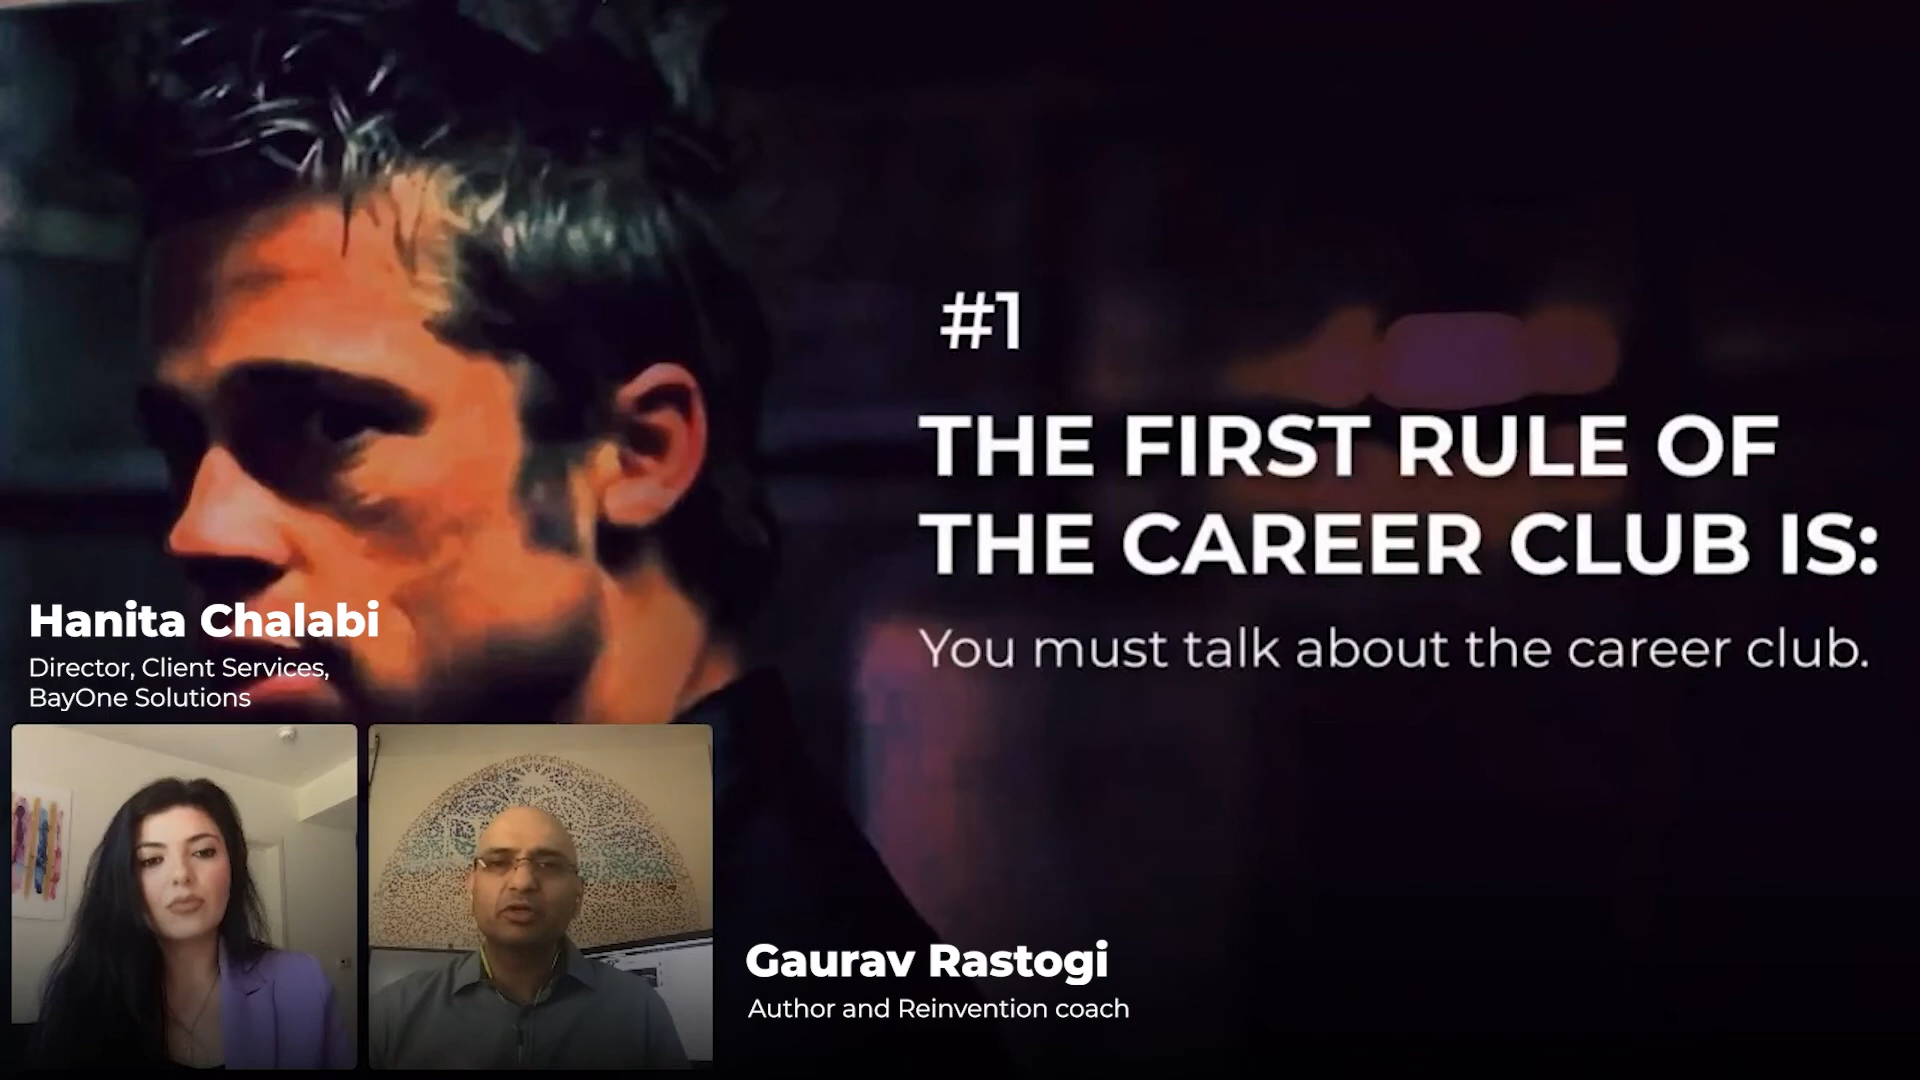 #1
THE FIRST RULE OF
THE CAREER CLUB IS:
You must talk about the career club.
Hanita Chalabi
Director, Client Services,
BayOne Solutions
Gaurav Rastogi
Author and Reinvention coach